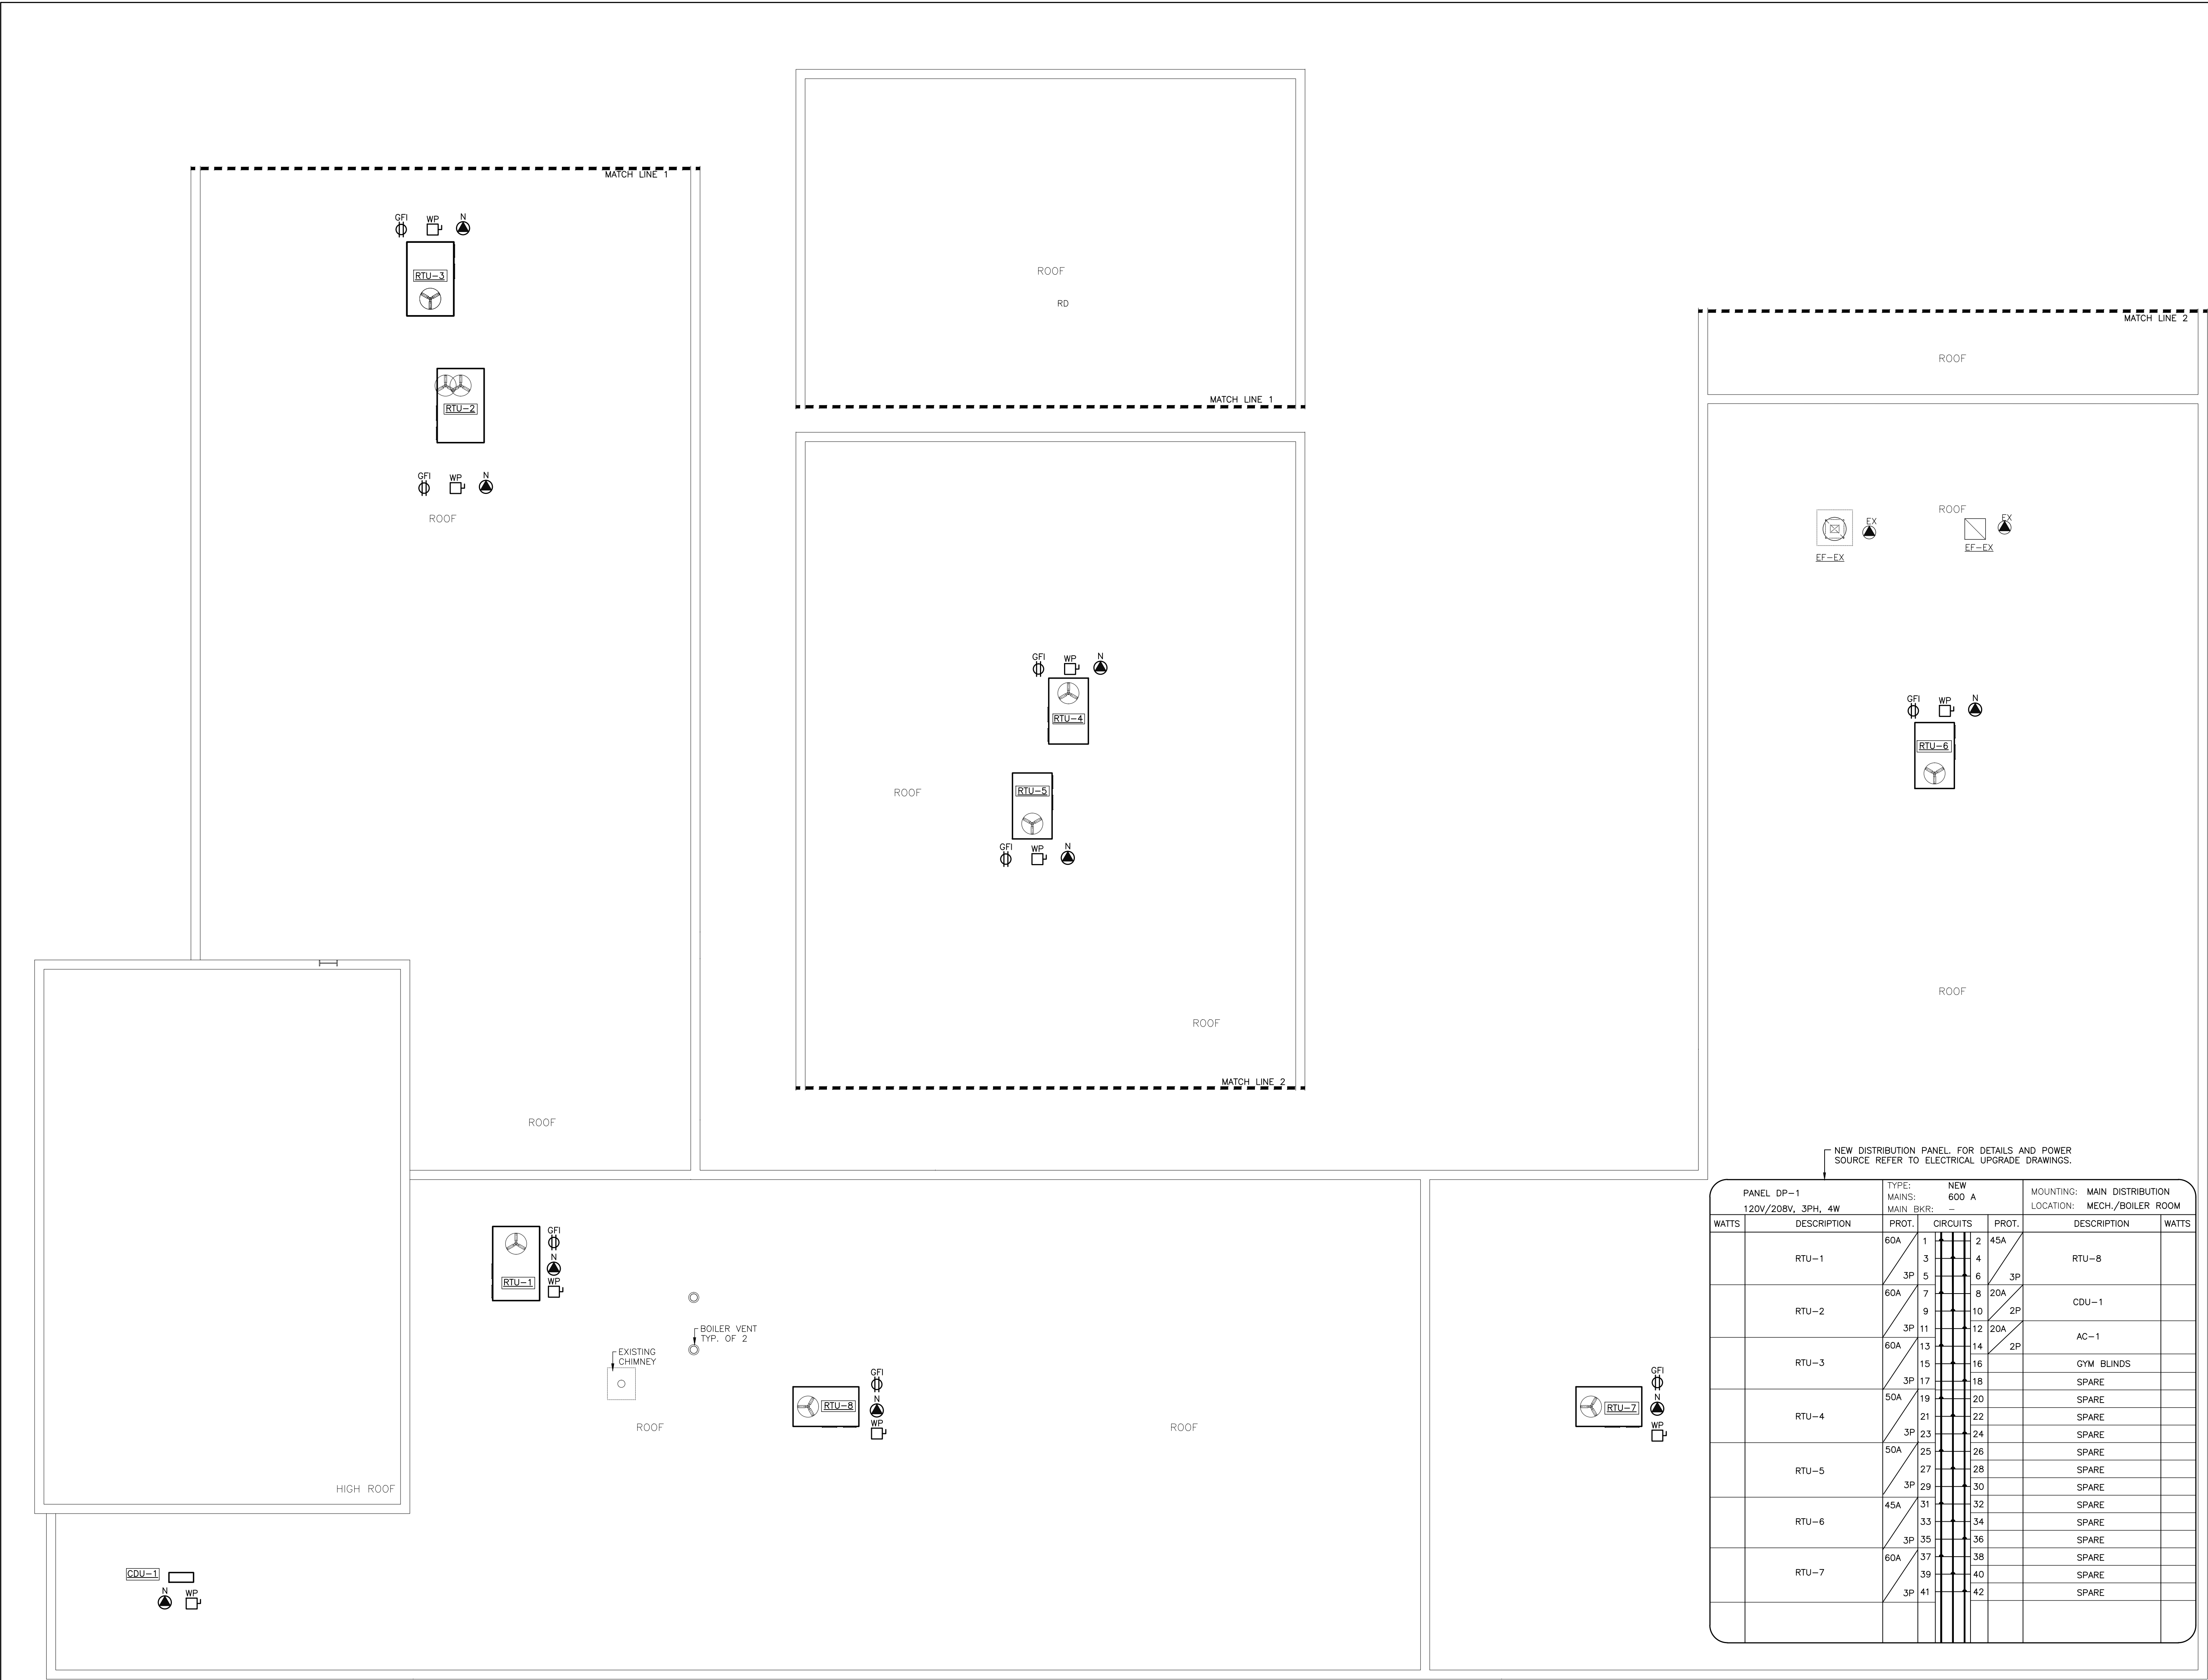 MATCH LINE 1
GFI WP N
RTU-3
RTU-2
GFI WP N
ROOF
ROOF
ROOF
RD
MATCH LINE 1
GFI WP N
RTU-4
ROOF
RTU-5
GFI WP N
ROOF
MATCH LINE 2
MATCH LINE 2
ROOF
ROOF
EX
EF-EX
EX
EF-EX
GFI WP N
RTU-6
ROOF
HIGH ROOF
GFI
N
RTU-1 WP
BOILER VENT
TYP. OF 2
EXISTING
CHIMNEY
ROOF
GFI
N
RTU-8
WP
ROOF
GFI
N
RTU-7
WP
CDU-1
N WP
NEW DISTRIBUTION PANEL. FOR DETAILS AND POWER
SOURCE REFER TO ELECTRICAL UPGRADE DRAWINGS.
PANEL DP-1
120V/208V, 3PH, 4W
TYPE: NEW
MAINS: 600 A
MAIN BKR: -
MOUNTING: MAIN DISTRIBUTION
LOCATION: MECH./BOILER ROOM
WATTS DESCRIPTION PROT. CIRCUITS PROT. DESCRIPTION WATTS
60A 1 2 45A
RTU-1 3 4 RTU-8
3P 5 6 3P
60A 7 8 20A
RTU-2 9 10 2P CDU-1
3P 11 12 20A
60A 13 14 2P AC-1
RTU-3 15 16 GYM BLINDS
3P 17 18 SPARE
50A 19 20 SPARE
RTU-4 21 22 SPARE
3P 23 24 SPARE
50A 25 26 SPARE
RTU-5 27 28 SPARE
3P 29 30 SPARE
45A 31 32 SPARE
RTU-6 33 34 SPARE
3P 35 36 SPARE
60A 37 38 SPARE
RTU-7 39 40 SPARE
3P 41 42 SPARE